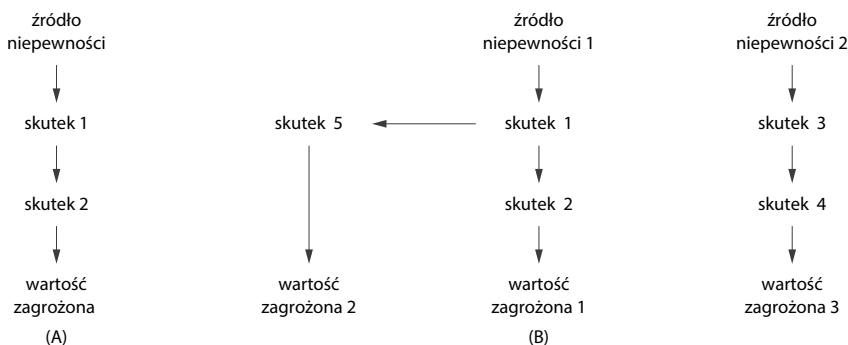 źródło
niepewności
skutek 1
skutek 2
wartość
zagrożona
(A)
źródło
niepewności 1
skutek 5
skutek 1
skutek 2
wartość
zagrożona 2
wartość
zagrożona 1
(B)
źródło
niepewności 2
skutek 3
skutek 4
wartość
zagrożona 3